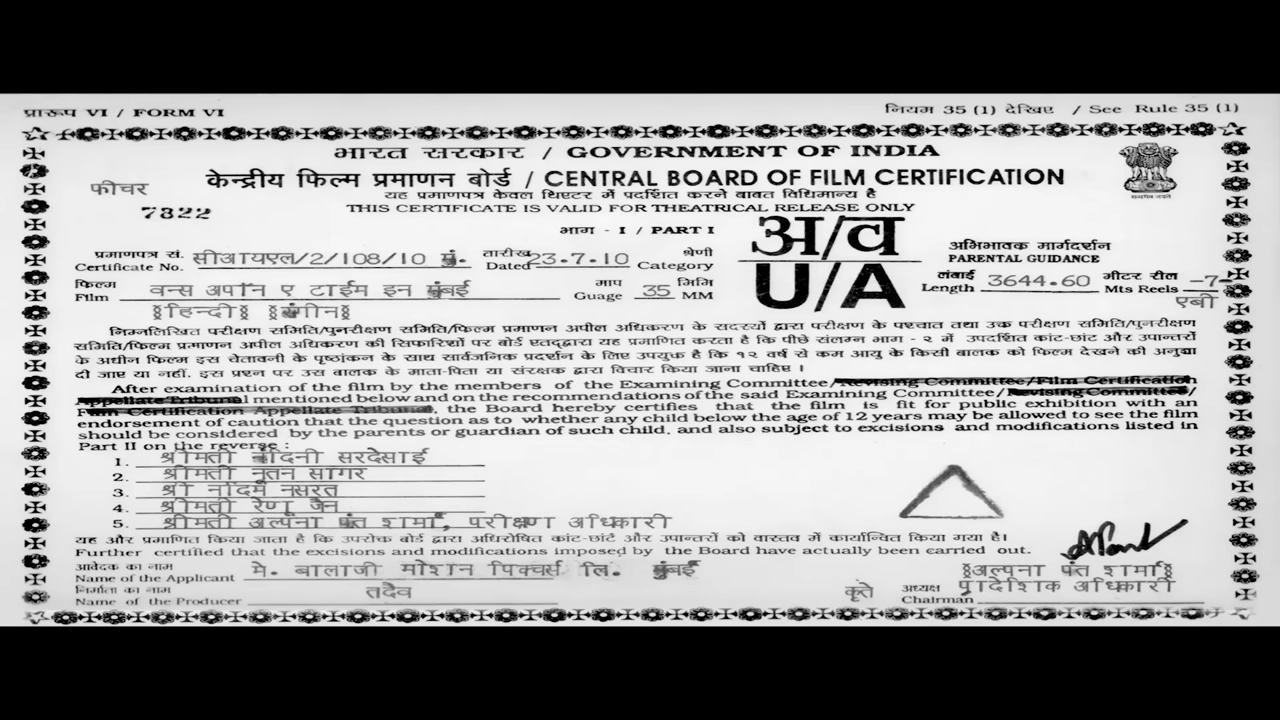 प्रारूप VI / FORM VI
नियम 35 (1) देखिए / See Rule 35 (1)
भारत सरकार / GOVERNMENT OF INDIA
केन्द्रीय फिल्म प्रमाणन बोर्ड / CENTRAL BOARD OF FILM CERTIFICATION
फीचर
7822
यह प्रमाणपत्र केवल थिएटर में प्रदर्शित करने बाबत विधिमान्य है
THIS CERTIFICATE IS VALID FOR THEATRICAL RELEASE ONLY
भाग - I / PART I
अ/व
U/A
प्रमाणपत्र सं. सीआयएल/2/108/10 मुं. तारीख 23.7.10 श्रेणी
Certificate No. Dated Category
अभिभावक मार्गदर्शन
PARENTAL GUIDANCE
फिल्म वन्स अपॉन ए टाईम इन मुंबई माप 35 मिमि
Film Guage MM
लंबाई 3644.60 मीटर रील -7-
Length Mts Reels
एबी
हिन्दी रंगीन
निम्नलिखित परीक्षण समिति/पुनरीक्षण समिति/फिल्म प्रमाणन अपील अधिकरण के सदस्यों द्वारा परीक्षण के पश्चात तथा उक्त परीक्षण समिति/पुनरीक्षण
समिति/फिल्म प्रमाणन अपील अधिकरण की सिफारिशों पर बोर्ड एतद्द्वारा यह प्रमाणित करता है कि पीछे संलग्न भाग - २ में उपदर्शित कांट-छांट और उपान्तरों
के अधीन फिल्म इस चेतावनी के पृष्ठांकन के साथ सार्वजनिक प्रदर्शन के लिए उपयुक्त है कि १२ वर्ष से कम आयु के किसी बालक को फिल्म देखने की अनुज्ञा
दी जाए या नहीं. इस प्रश्न पर उस बालक के माता-पिता या संरक्षक द्वारा विचार किया जाना चाहिए ।
After examination of the film by the members of the Examining Committee/Revising Committee/Film Certification
Appellate Tribunal mentioned below and on the recommendations of the said Examining Committee/Revising Committee/
Film Certification Appellate Tribunal, the Board hereby certifies that the film is fit for public exhibition with an
endorsement of caution that the question as to whether any child below the age of 12 years may be allowed to see the film
should be considered by the parents or guardian of such child, and also subject to excisions and modifications listed in
Part II on the reverse :
1. श्रीमती नंदिनी सरदेसाई
2. श्रीमती नूतन सागर
3. श्री नदिम नसरत
4. श्रीमती रेणू जैन
5. श्रीमती अल्पना पंत शर्मा, परीक्षण अधिकारी
यह और प्रमाणित किया जाता है कि उपरोक्त बोर्ड द्वारा अधिरोपित कांट-छांट और उपान्तरों को वास्तव में कार्यान्वित किया गया है।
Further certified that the excisions and modifications imposed by the Board have actually been carried out.
आवेदक का नाम मे. बालाजी मोशन पिक्चर्स लि. मुंबई
Name of the Applicant
अल्पना पंत शर्मा
निर्माता का नाम तदैव
Name of the Producer
कृते अध्यक्ष प्रादेशिक अधिकारी
Chairman